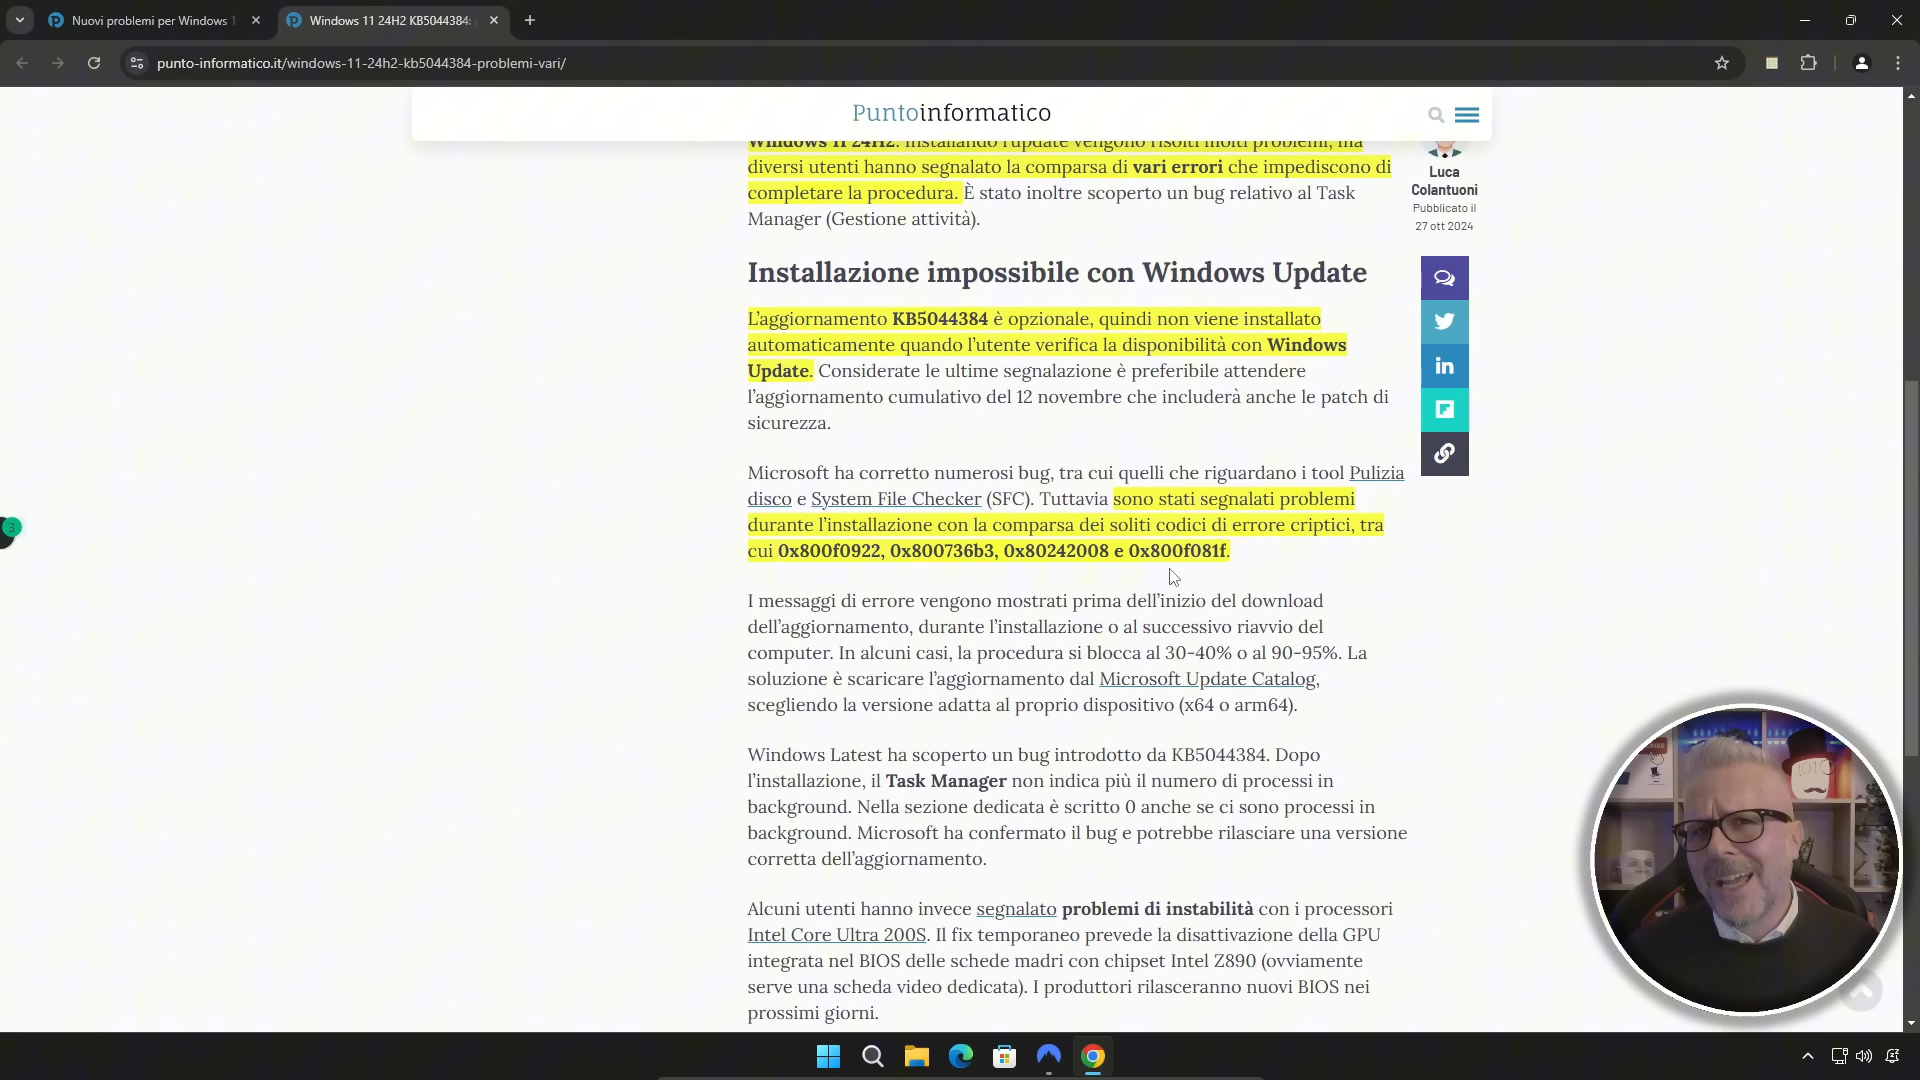 Nuovi problemi per Windows 1
Windows 11 24H2 KB5044384:
punto-informatico.it/windows-11-24h2-kb5044384-problemi-vari/
Puntoinformatico
Windows 11 24H2. Installando l'update vengono risolti molti problemi, ma
diversi utenti hanno segnalato la comparsa di vari errori che impediscono di
completare la procedura. È stato inoltre scoperto un bug relativo al Task
Manager (Gestione attività).
Luca
Colantuoni
Pubblicato il
27 ott 2024
Installazione impossibile con Windows Update
L'aggiornamento KB5044384 è opzionale, quindi non viene installato
automaticamente quando l'utente verifica la disponibilità con Windows
Update. Considerate le ultime segnalazione è preferibile attendere
l'aggiornamento cumulativo del 12 novembre che includerà anche le patch di
sicurezza.
Microsoft ha corretto numerosi bug, tra cui quelli che riguardano i tool Pulizia
disco e System File Checker (SFC). Tuttavia sono stati segnalati problemi
durante l'installazione con la comparsa dei soliti codici di errore criptici, tra
cui 0x800f0922, 0x800736b3, 0x80242008 e 0x800f081f.
3
I messaggi di errore vengono mostrati prima dell'inizio del download
dell'aggiornamento, durante l'installazione o al successivo riavvio del
computer. In alcuni casi, la procedura si blocca al 30-40% o al 90-95%. La
soluzione è scaricare l'aggiornamento dal Microsoft Update Catalog,
scegliendo la versione adatta al proprio dispositivo (x64 o arm64).
Windows Latest ha scoperto un bug introdotto da KB5044384. Dopo
l'installazione, il Task Manager non indica più il numero di processi in
background. Nella sezione dedicata è scritto 0 anche se ci sono processi in
background. Microsoft ha confermato il bug e potrebbe rilasciare una versione
corretta dell'aggiornamento.
Alcuni utenti hanno invece segnalato problemi di instabilità con i processori
Intel Core Ultra 200S. Il fix temporaneo prevede la disattivazione della GPU
integrata nel BIOS delle schede madri con chipset Intel Z890 (ovviamente
serve una scheda video dedicata). I produttori rilasceranno nuovi BIOS nei
prossimi giorni.